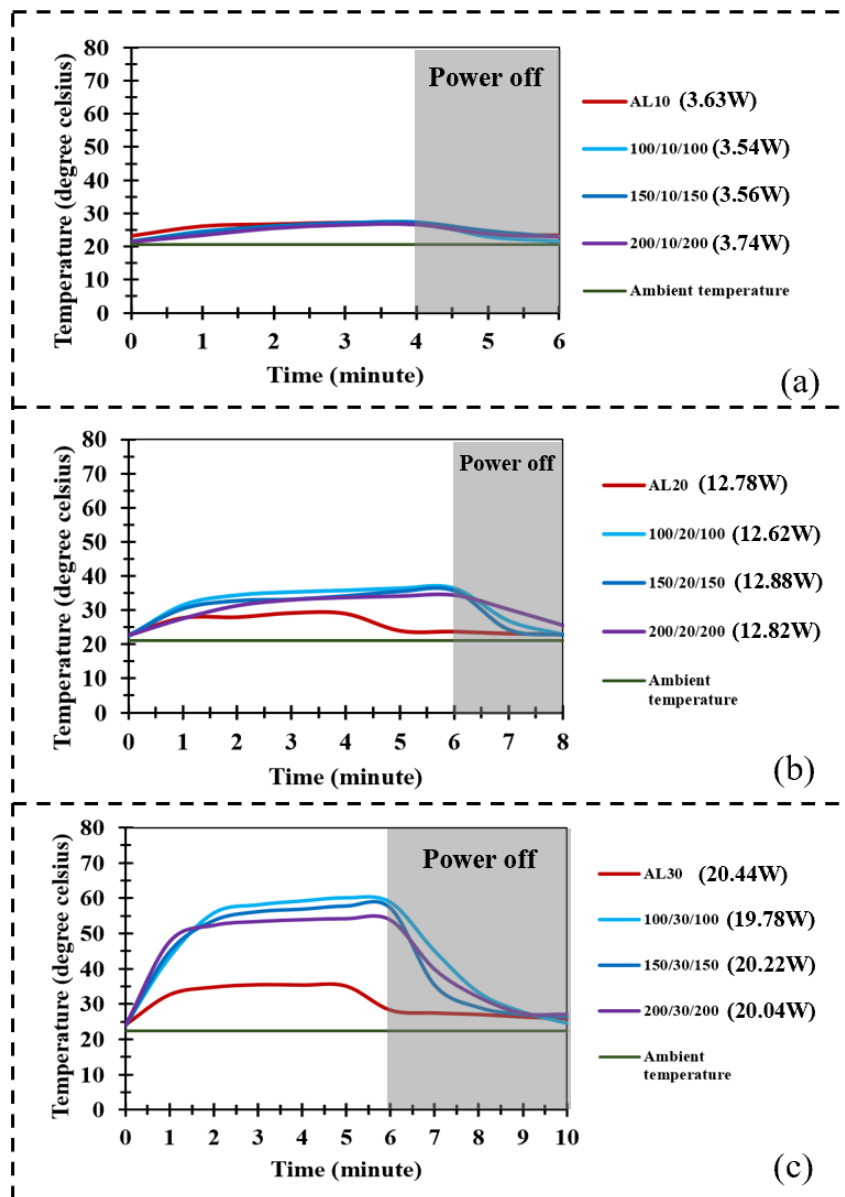 80
70
60
50
40
30
20
10
0
Temperature (degree celsius)
Power off
0 1 2 3 4 5 6
Time (minute)
AL10 (3.63W)
100/10/100 (3.54W)
150/10/150 (3.56W)
200/10/200 (3.74W)
Ambient temperature
(a)
80
70
60
50
40
30
20
10
0
Temperature (degree celsius)
Power off
0 1 2 3 4 5 6 7 8
Time (minute)
AL20 (12.78W)
100/20/100 (12.62W)
150/20/150 (12.88W)
200/20/200 (12.82W)
Ambient
temperature
(b)
80
70
60
50
40
30
20
10
0
Temperature (degree celsius)
Power off
0 1 2 3 4 5 6 7 8 9 10
Time (minute)
AL30 (20.44W)
100/30/100 (19.78W)
150/30/150 (20.22W)
200/30/200 (20.04W)
Ambient
temperature
(c)